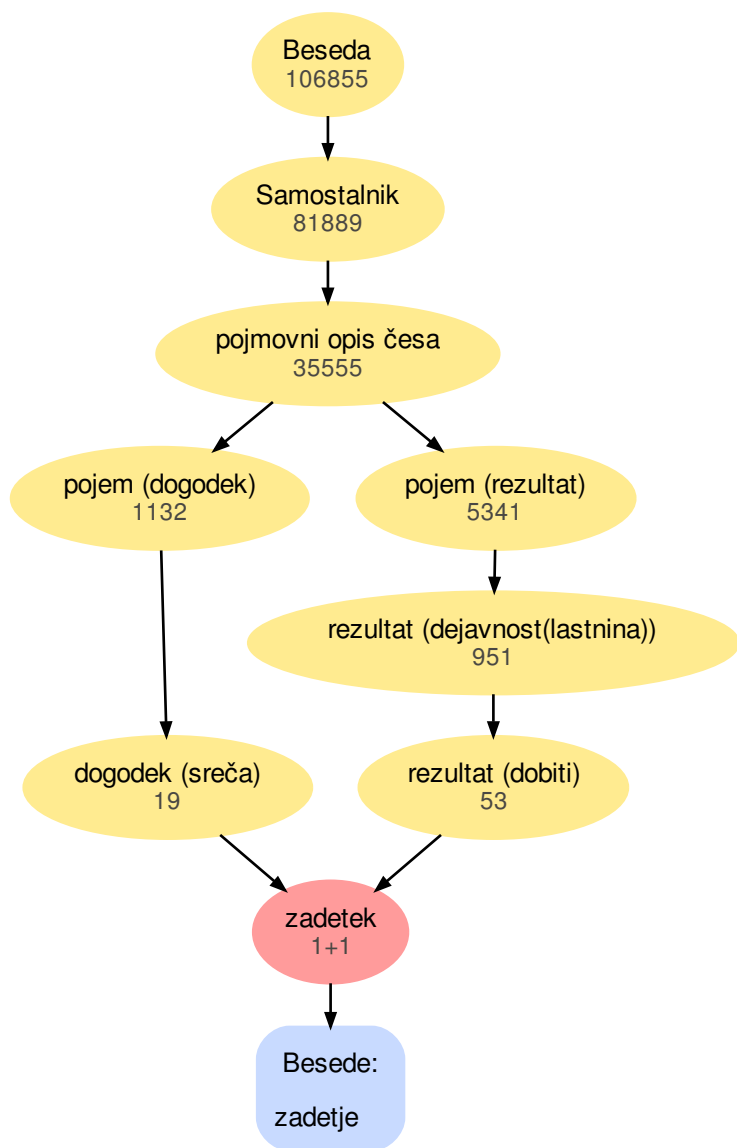 Beseda
106855
Samostalnik
81889
pojmovni opis česa
35555
pojem (dogodek)
1132
pojem (rezultat)
5341
rezultat (dejavnost(lastnina))
951
dogodek (sreča)
19
rezultat (dobiti)
53
zadetek
1+1
Besede:
zadetje